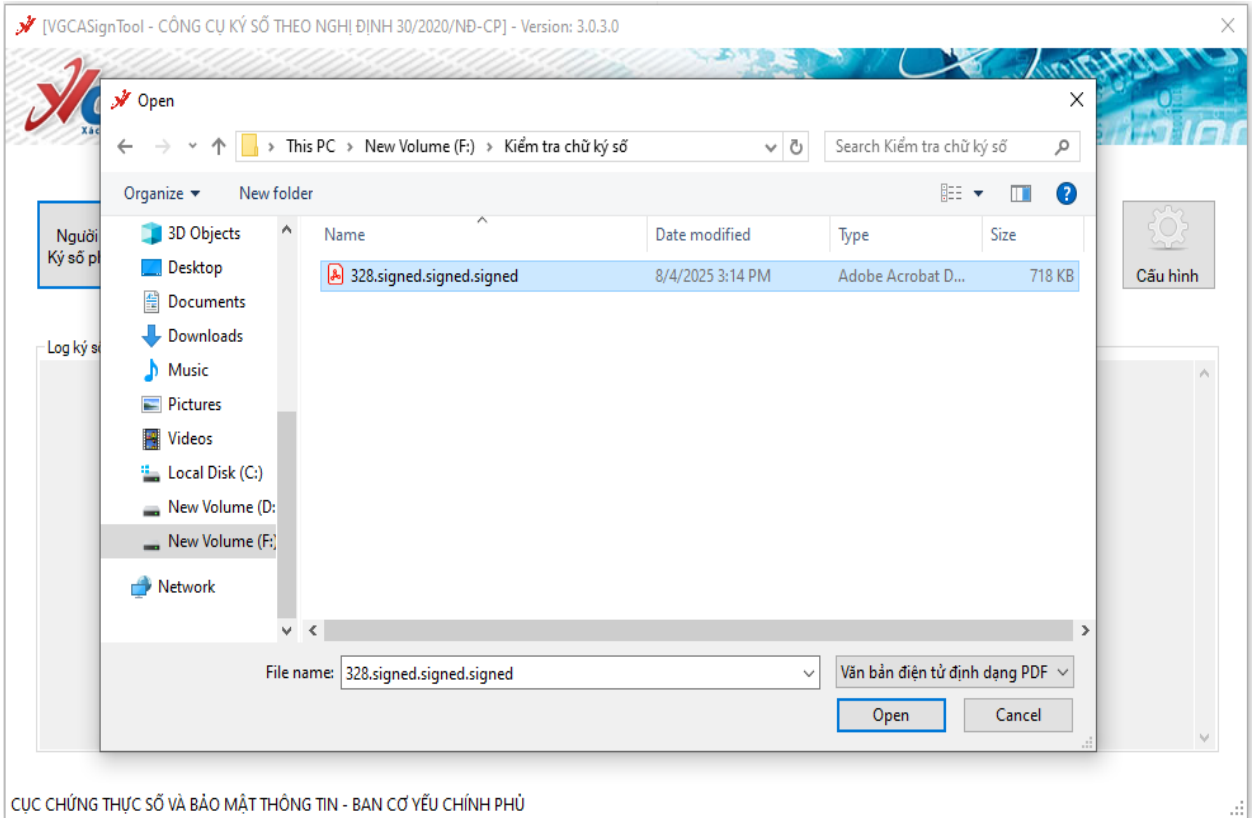 [VGCASignTool - CÔNG CỤ KÝ SỐ THEO NGHỊ ĐỊNH 30/2020/NĐ-CP] - Version: 3.0.3.0
Xác
Open
This PC > New Volume (F:) > Kiểm tra chữ ký số
Search Kiểm tra chữ ký số
Organize
New folder
Name
Date modified
Type
Size
328.signed.signed.signed
8/4/2025 3:14 PM
Adobe Acrobat D...
718 KB
3D Objects
Desktop
Documents
Downloads
Music
Pictures
Videos
Local Disk (C:)
New Volume (D:
New Volume (F:)
Network
File name: 328.signed.signed.signed
Văn bản điện tử định dạng PDF
Open
Cancel
Người
Ký số
Cấu hình
Log ký
CỤC CHỨNG THỰC SỐ VÀ BẢO MẬT THÔNG TIN - BAN CƠ YẾU CHÍNH PHỦ